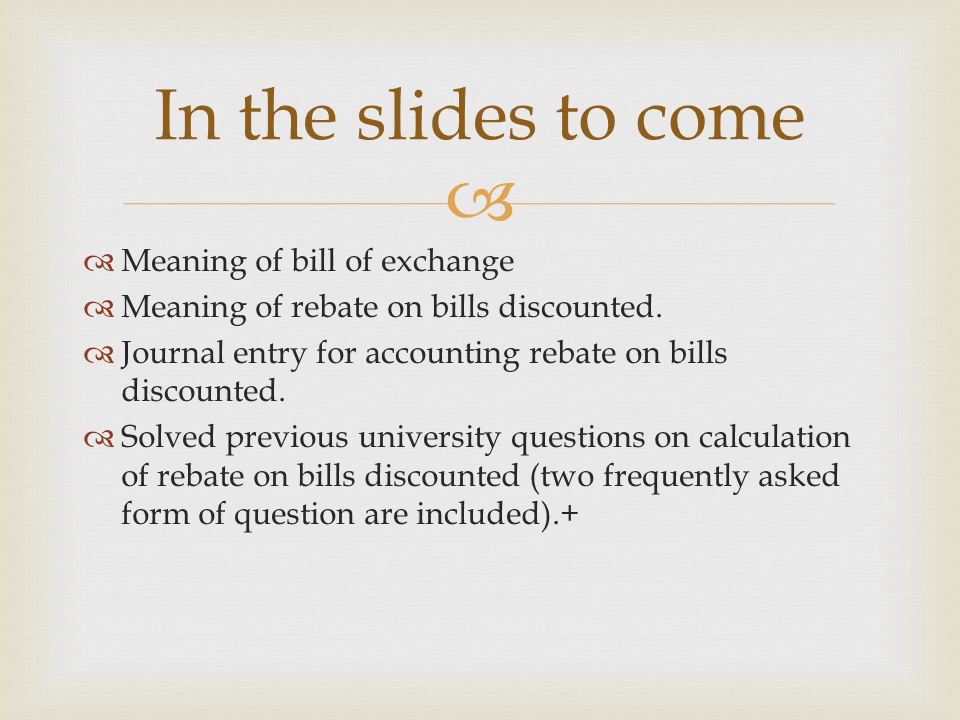 In the slides to come
Meaning of bill of exchange
Meaning of rebate on bills discounted.
Journal entry for accounting rebate on bills
discounted.
Solved previous university questions on calculation
of rebate on bills discounted (two frequently asked
form of question are included).+